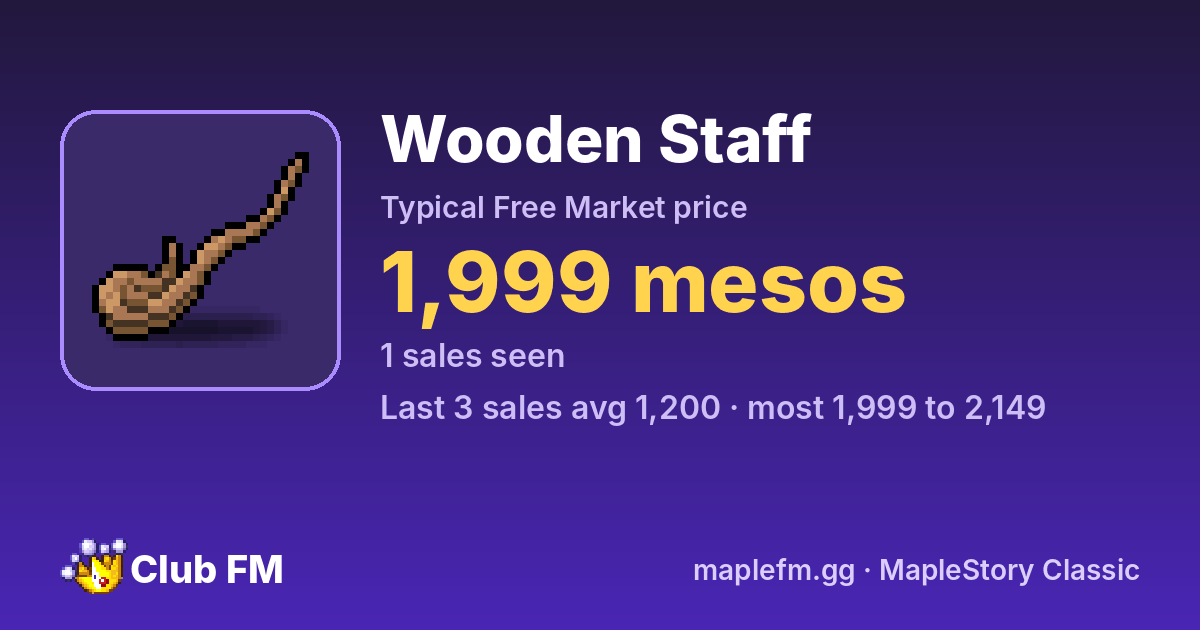 Wooden Staff
Typical Free Market price
1,999 mesos
1 sales seen
Last 3 sales avg 1,200 · most 1,999 to 2,149
Club FM
maplefm.gg · MapleStory Classic